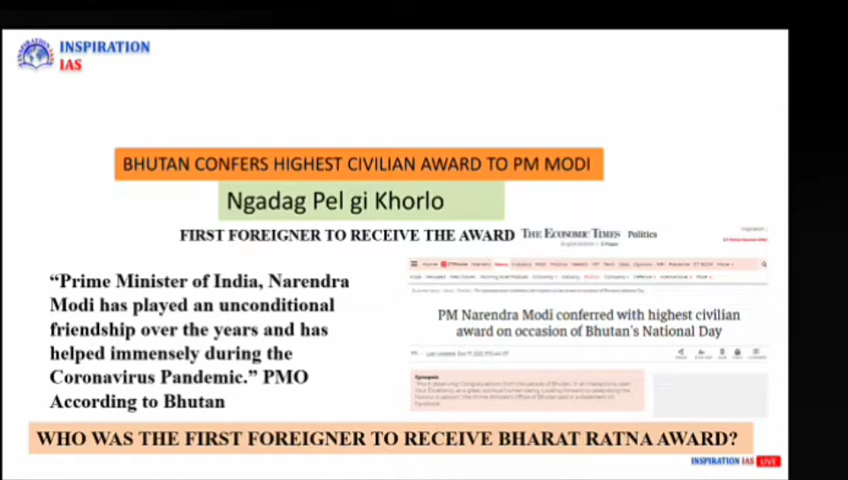 INSPIRATION
IAS
BHUTAN CONFERS HIGHEST CIVILIAN AWARD TO PM MODI
Ngadag Pel gi Khorlo
FIRST FOREIGNER TO RECEIVE THE AWARD
THE ECONOMIC TIMES Politics
“Prime Minister of India, Narendra
Modi has played an unconditional
friendship over the years and has
helped immensely during the
Coronavirus Pandemic.” PMO
According to Bhutan
PM Narendra Modi conferred with highest civilian
award on occasion of Bhutan's National Day
Synopsis
WHO WAS THE FIRST FOREIGNER TO RECEIVE BHARAT RATNA AWARD?
INSPIRATION IAS LIVE